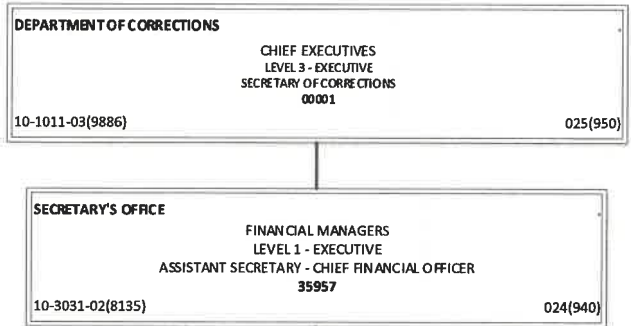 DEPARTMENT OF CORRECTIONS
CHIEF EXECUTIVES
LEVEL 3 - EXECUTIVE
SECRETARY OF CORRECTIONS
00001
10-1011-03(9886)
025(950)
SECRETARY'S OFFICE
FINANCIAL MANAGERS
LEVEL 1 - EXECUTIVE
ASSISTANT SECRETARY - CHIEF FINANCIAL OFFICER
35957
10-3031-02(8135)
024(940)